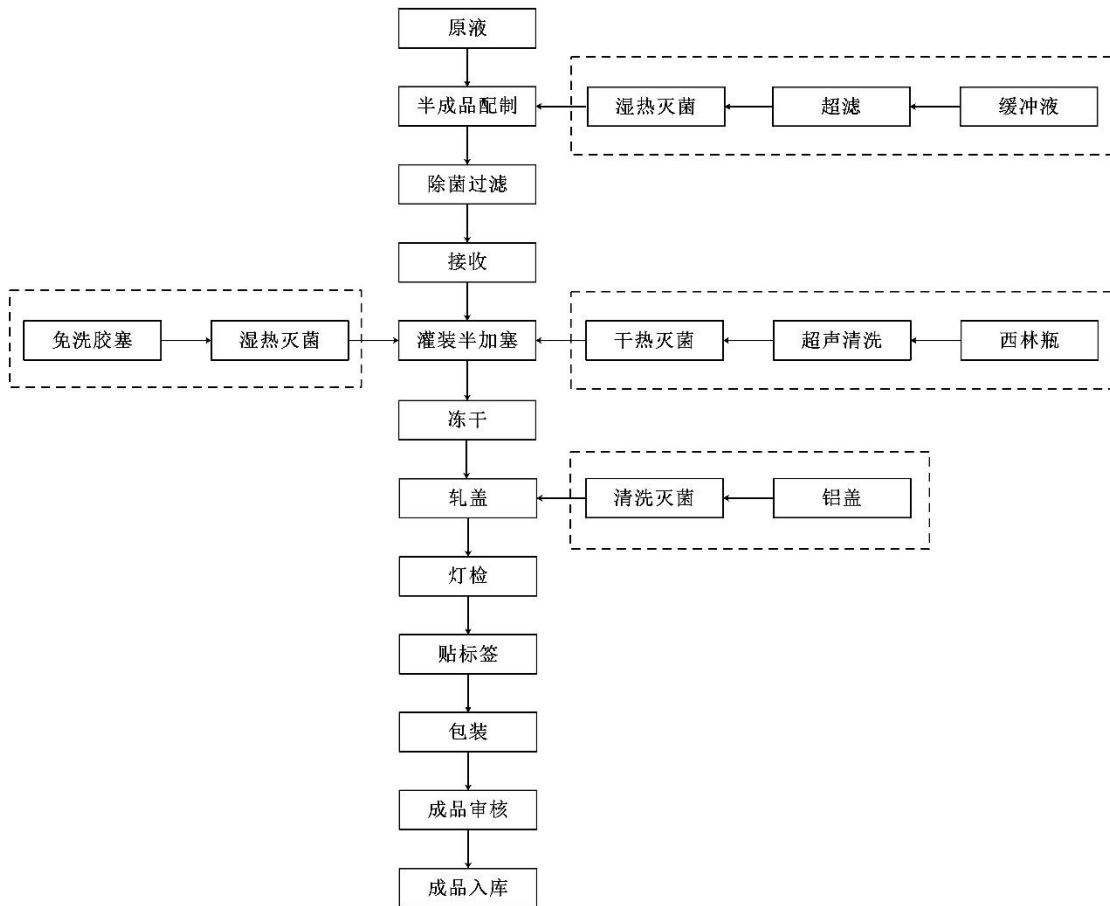 原液
半成品配制
湿热灭菌
超滤
缓冲液
除菌过滤
接收
免洗胶塞
湿热灭菌
灌装半加塞
干热灭菌
超声清洗
西林瓶
冻干
轧盖
清洗灭菌
铝盖
灯检
贴标签
包装
成品审核
成品入库